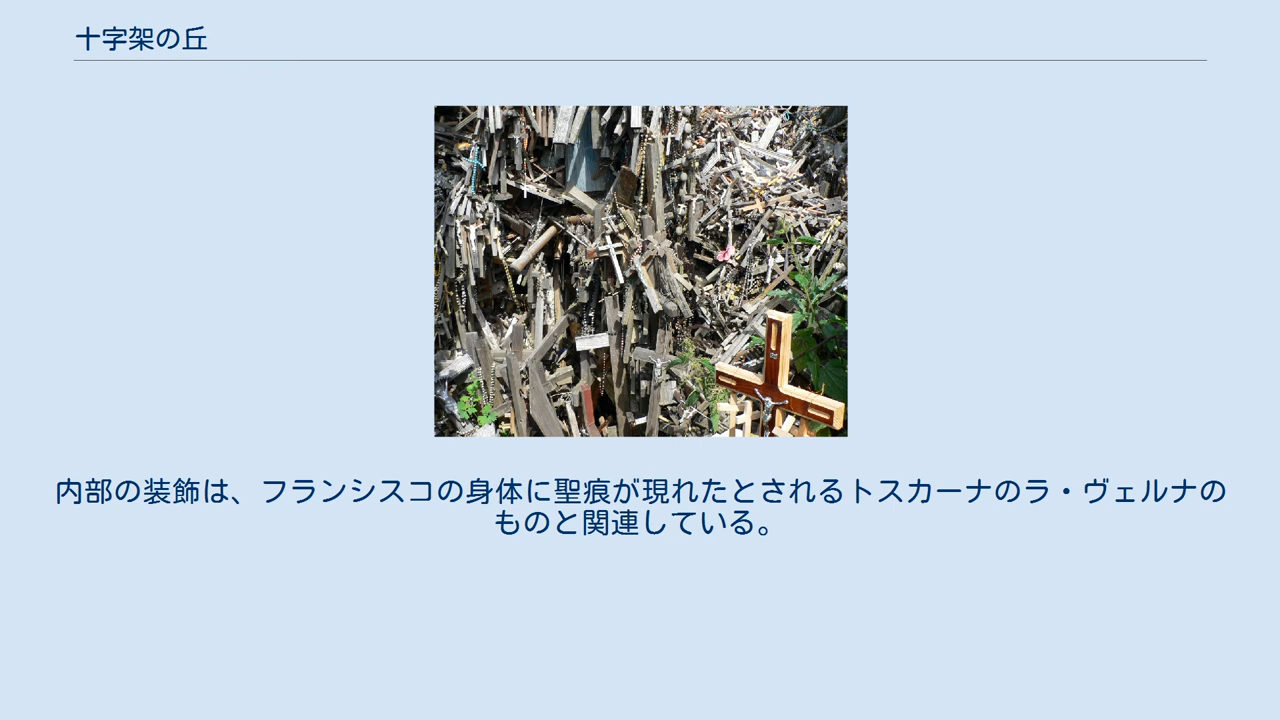 十字架の丘
内部の装飾は、フランシスコの身体に聖痕が現れたとされるトスカーナのラ・ヴェルナの
ものと関連している。